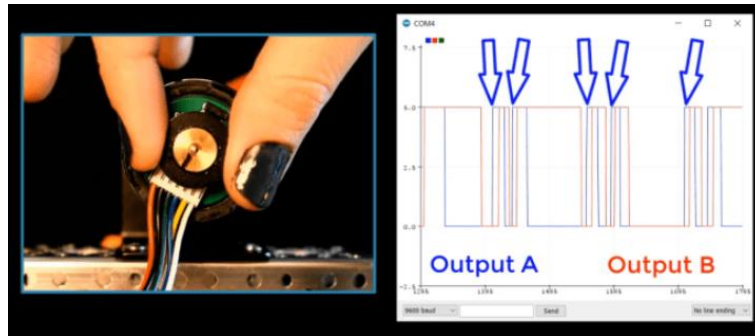 COM4
7.5
5.0
2.5
0.0
Output A
Output B
9600 baud
Send
No line ending